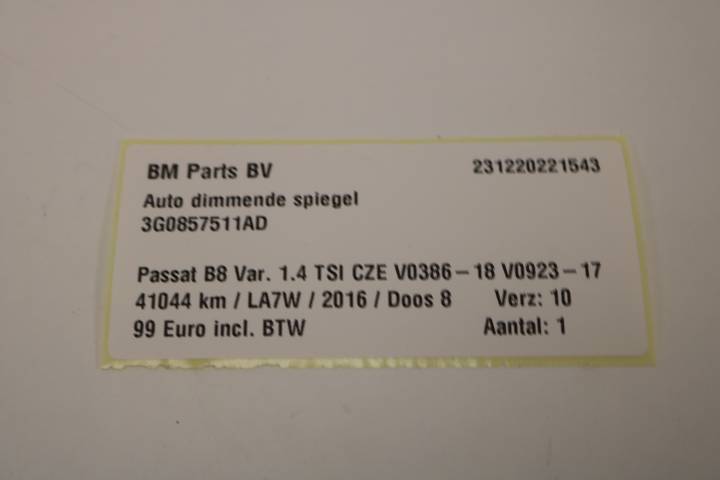 BM Parts BV 231220221543
Auto dimmende spiegel
3G0857511AD
Passat B8 Var. 1.4 TSI CZE V0386-18 V0923-17
41044 km / LA7W / 2016 / Doos 8 Verz: 10
99 Euro incl. BTW Aantal: 1